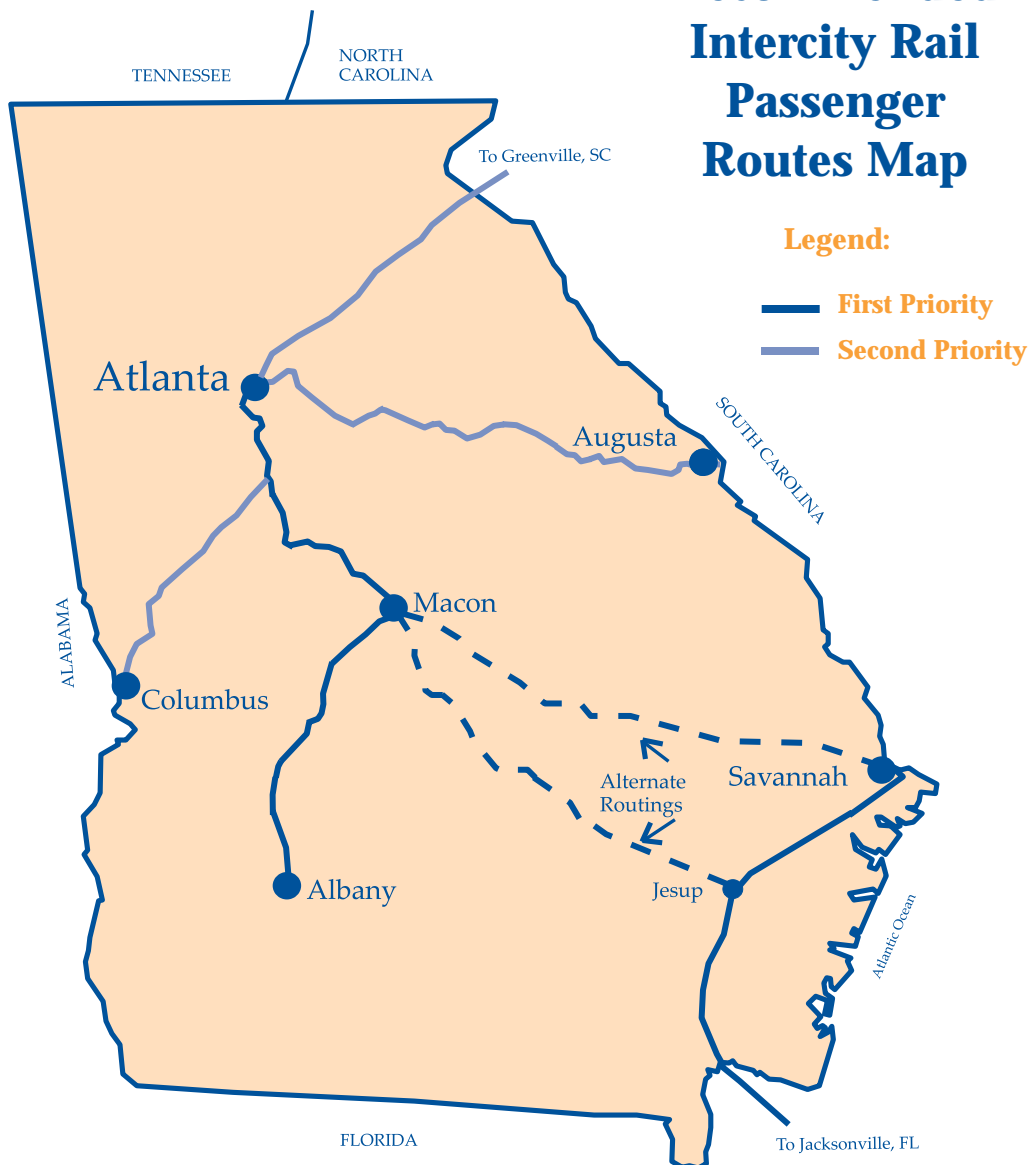 Intercity Rail
Passenger
Routes Map
Legend:
First Priority
Second Priority
TENNESSEE
NORTH
CAROLINA
To Greenville, SC
Atlanta
Augusta
SOUTH CAROLINA
Macon
ALABAMA
Columbus
Savannah
Alternate
Routings
Albany
Jesup
Atlantic Ocean
FLORIDA
To Jacksonville, FL